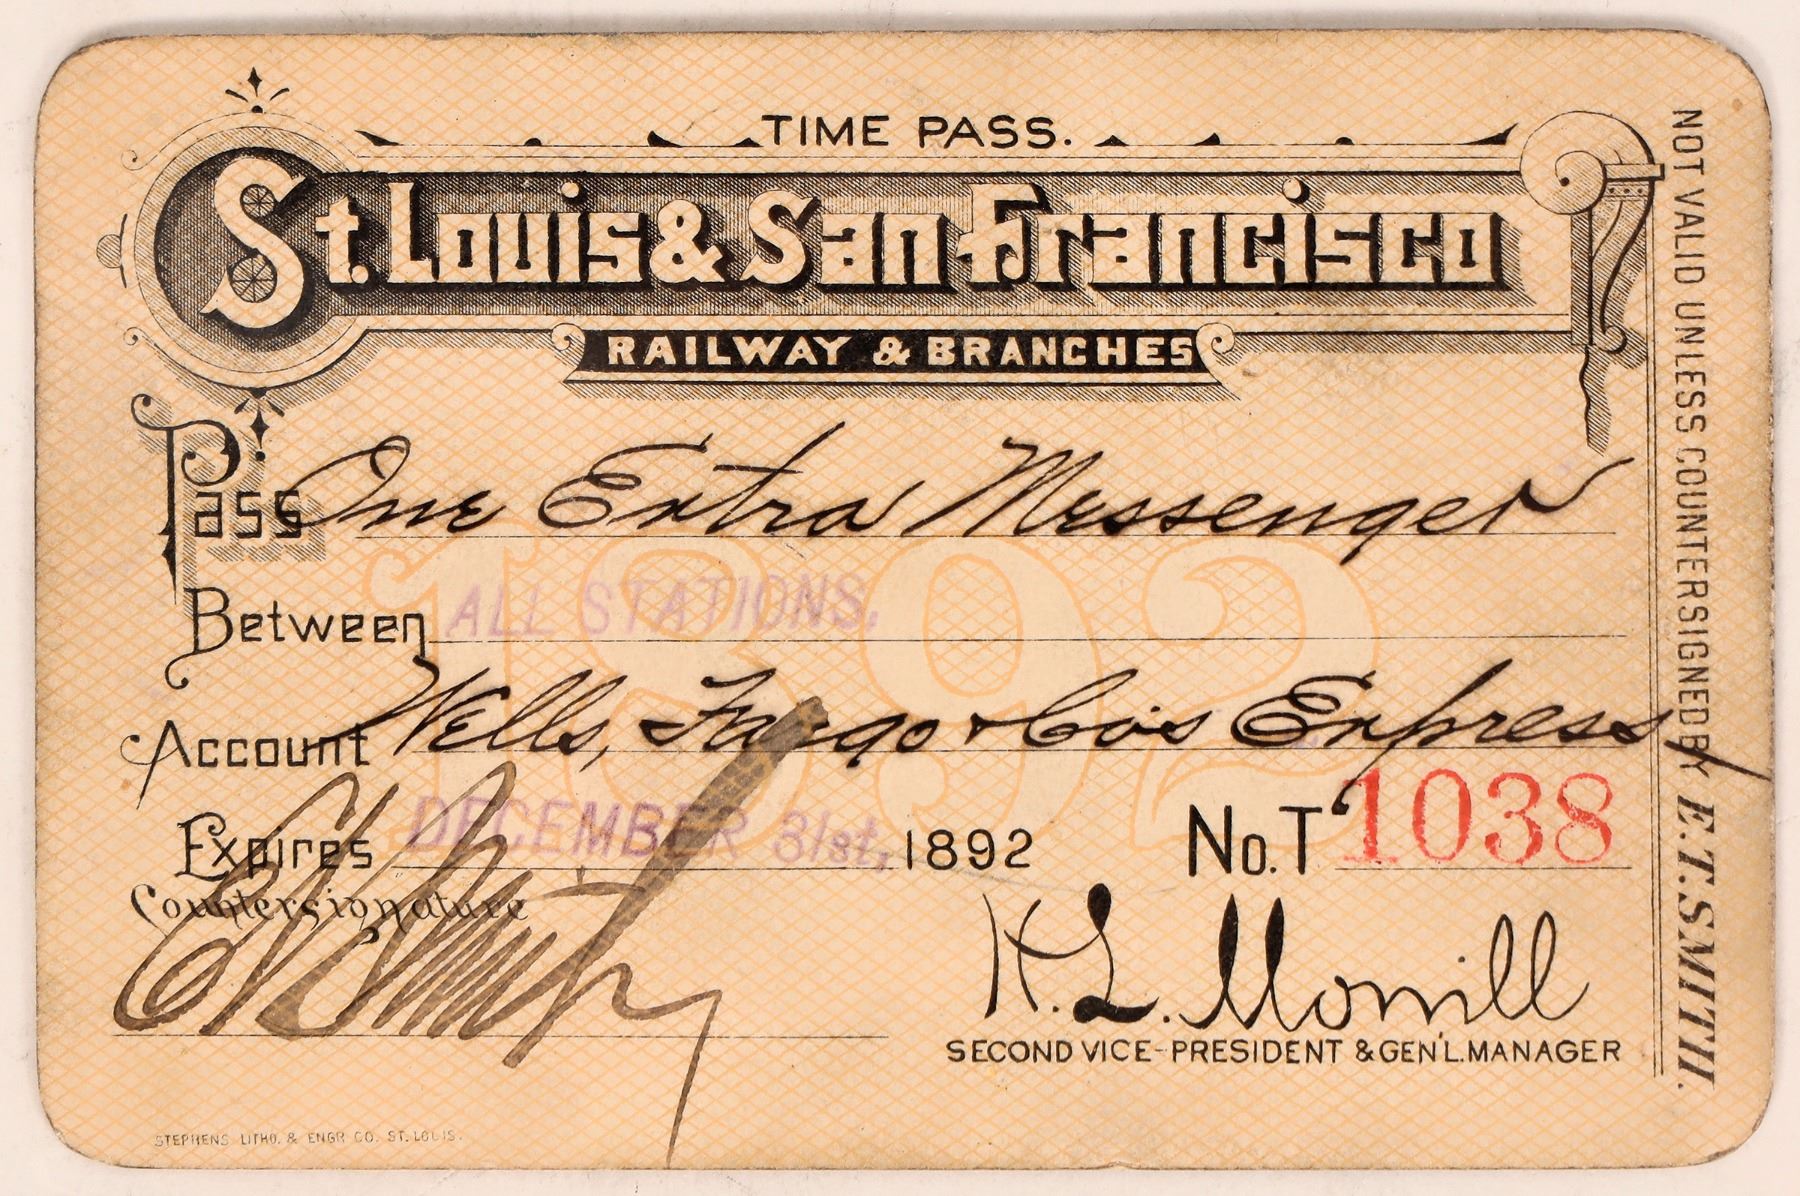 TIME PASS.
St. Louis & San Francisco
RAILWAY & BRANCHES
Pass One Extra Messenger
Between ALL STATIONS.
Account Wells, Fargo & Co's Express
Expires DECEMBER 31st, 1892 No. T 1038
Countersignature
E.T. Smith
H. L. Morrill
SECOND VICE-PRESIDENT & GEN'L. MANAGER
STEPHENS LITHO. & ENGR CO. ST. LOUIS.
NOT VALID UNLESS COUNTERSIGNED BY E.T. SMITH.
1892